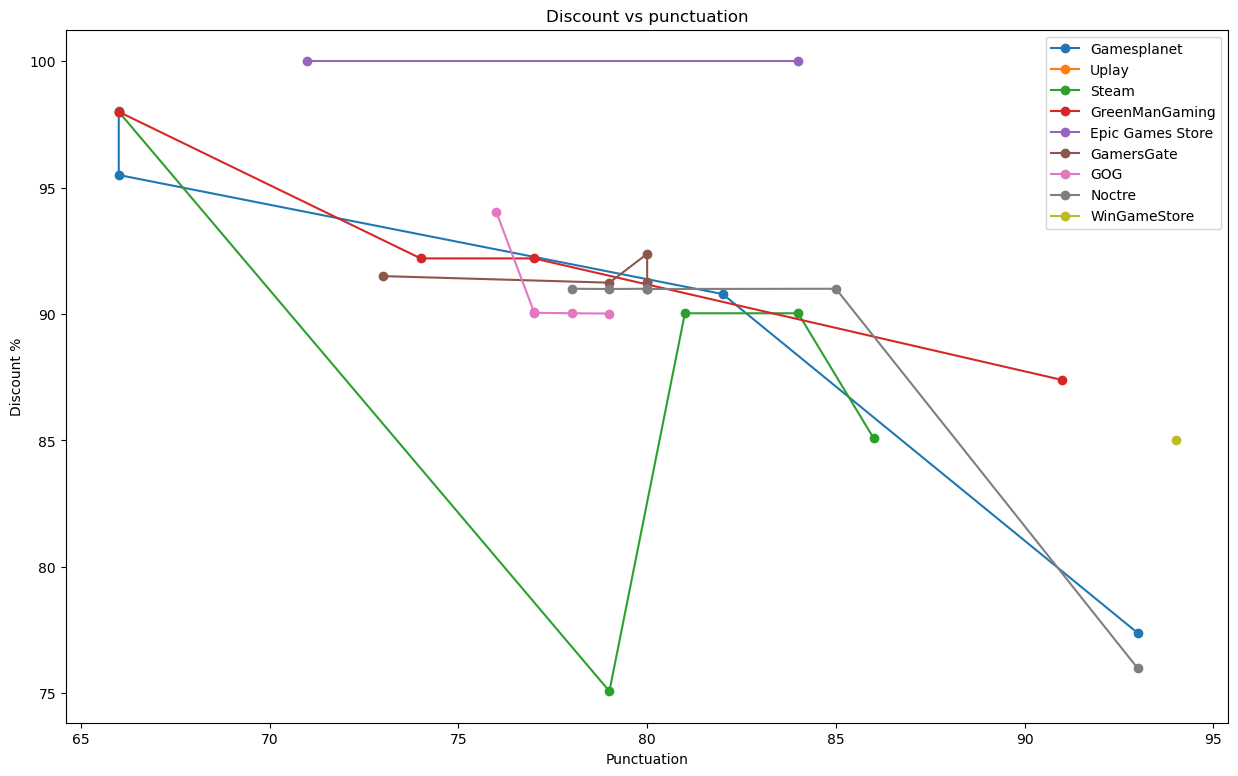 Discount vs punctuation
Gamesplanet
Uplay
Steam
GreenManGaming
Epic Games Store
GamersGate
GOG
Noctre
WinGameStore
Discount %
100
95
90
85
80
75
65 70 75 80 85 90 95
Punctuation